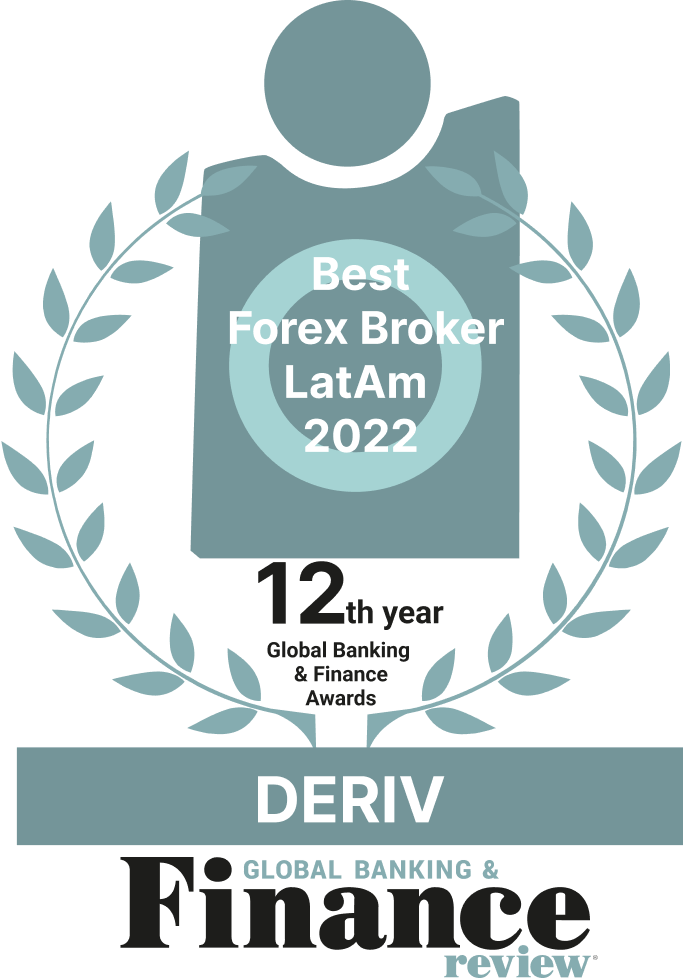 Best
Forex Broker
LatAm
2022
12th year
Global Banking
& Finance
Awards
DERIV
GLOBAL BANKING &
Finance
review®